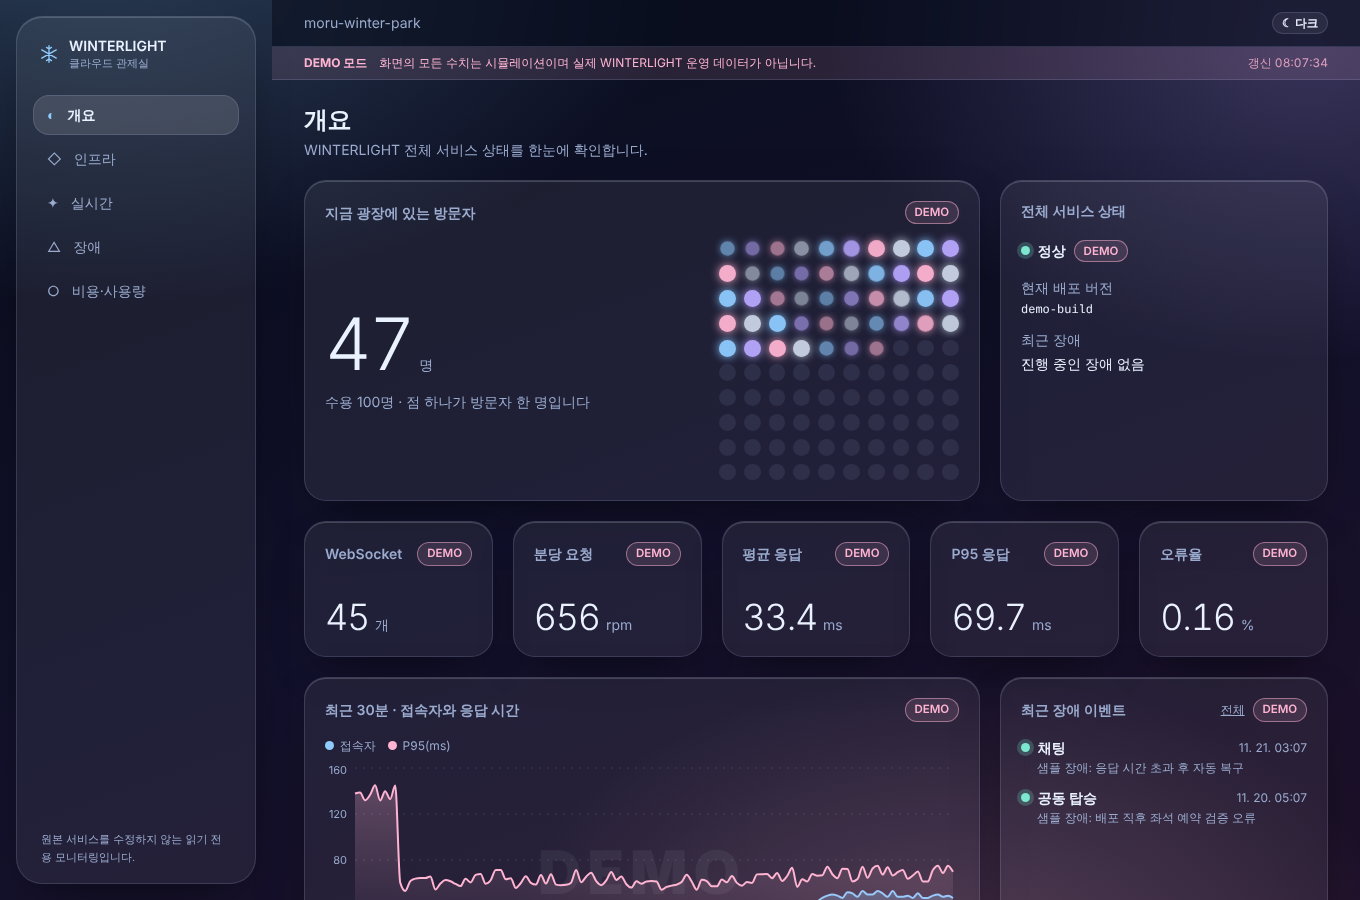 WINTERLIGHT
클라우드 관제실
개요
인프라
실시간
장애
비용·사용량
원본 서비스를 수정하지 않는 읽기 전
용 모니터링입니다.
moru-winter-park
다크
DEMO 모드 화면의 모든 수치는 시뮬레이션이며 실제 WINTERLIGHT 운영 데이터가 아닙니다.
갱신 08:07:34
개요
WINTERLIGHT 전체 서비스 상태를 한눈에 확인합니다.
지금 광장에 있는 방문자
DEMO
47 명
수용 100명 · 점 하나가 방문자 한 명입니다
전체 서비스 상태
정상 DEMO
현재 배포 버전
demo-build
최근 장애
진행 중인 장애 없음
WebSocket DEMO
45 개
분당 요청 DEMO
656 rpm
평균 응답 DEMO
33.4 ms
P95 응답 DEMO
69.7 ms
오류율 DEMO
0.16 %
최근 30분 · 접속자와 응답 시간
DEMO
접속자 P95(ms)
160
120
80
DEMO
최근 장애 이벤트
전체 DEMO
채팅 11. 21. 03:07
샘플 장애: 응답 시간 초과 후 자동 복구
공동 탑승 11. 20. 05:07
샘플 장애: 배포 직후 좌석 예약 검증 오류